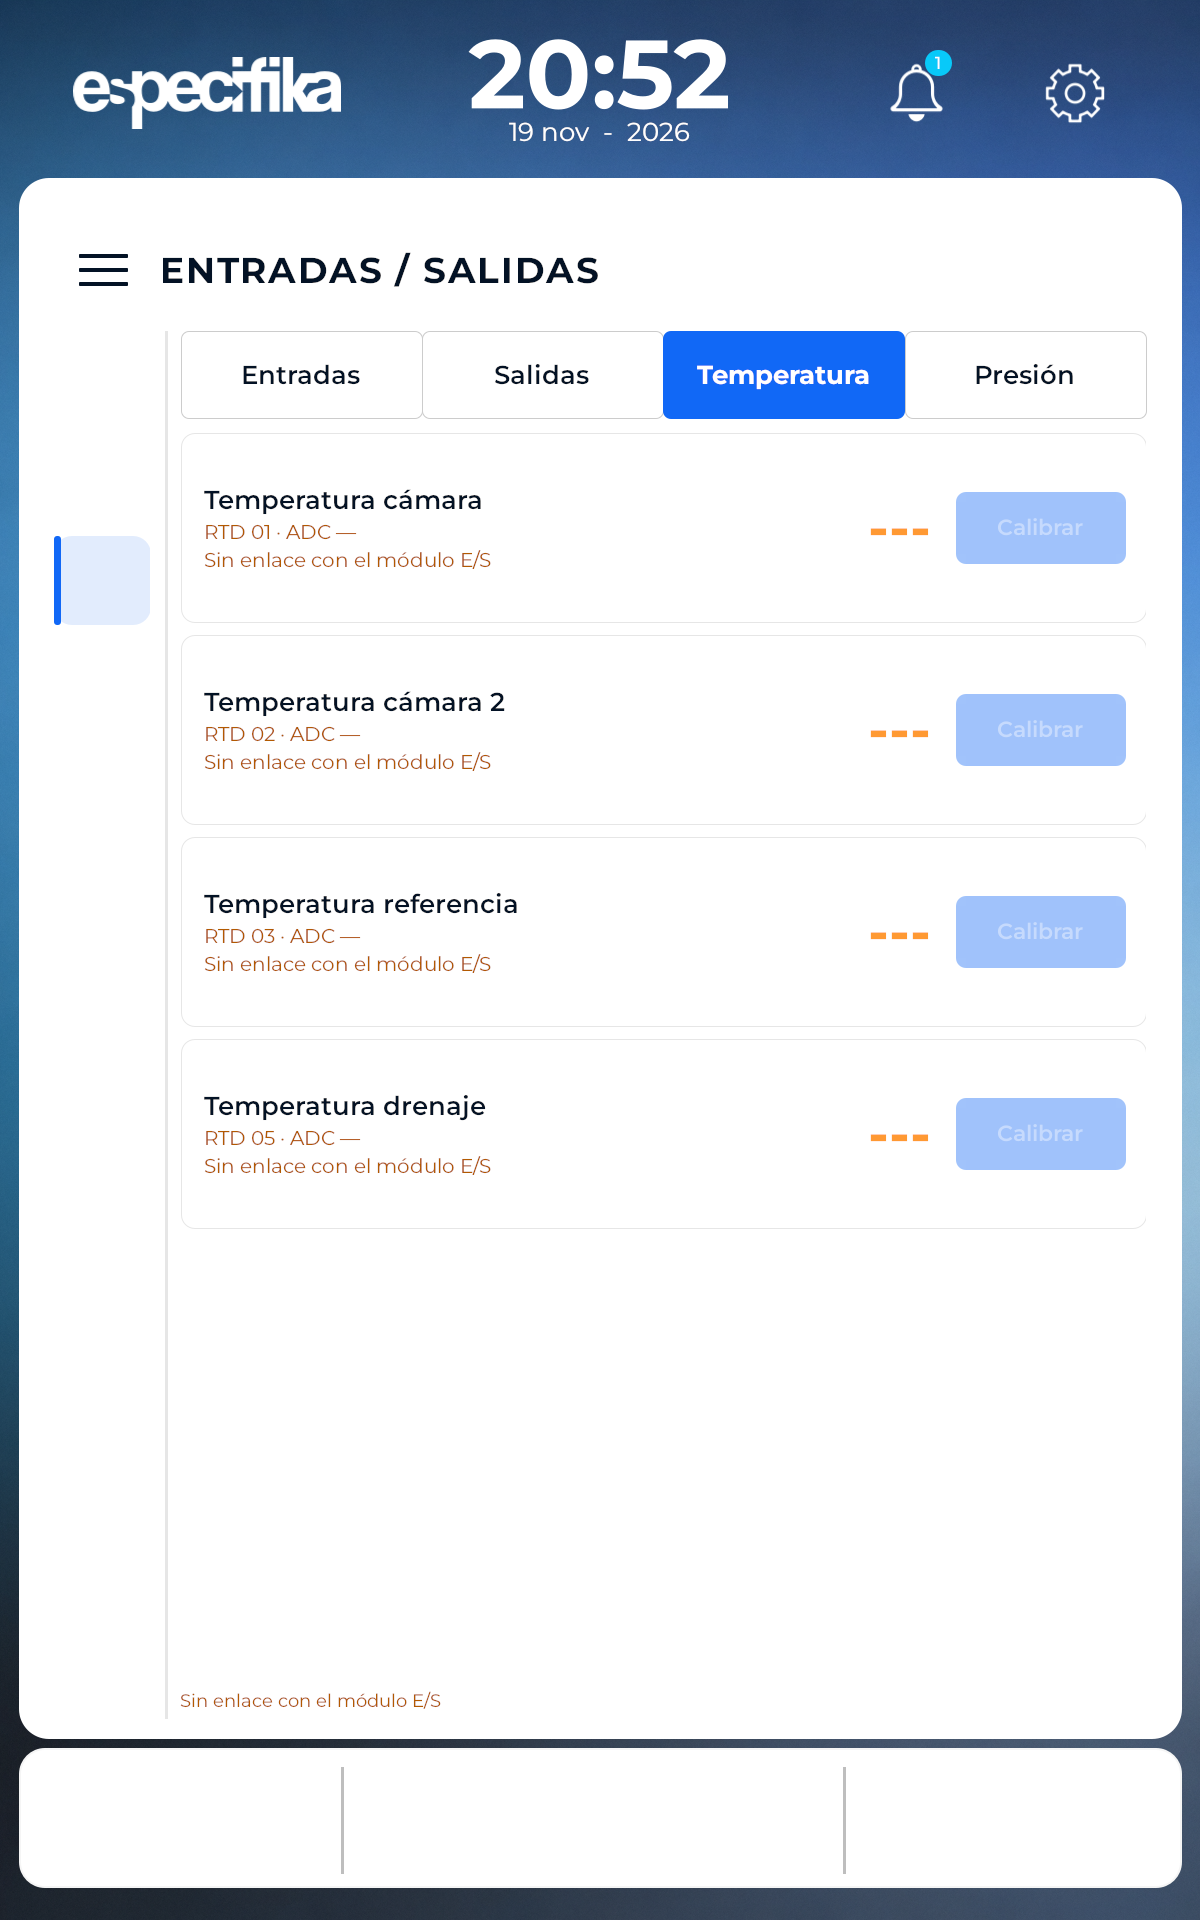 especifika
20:52
19 nov - 2026
1
ENTRADAS / SALIDAS
Entradas
Salidas
Temperatura
Presión
Temperatura cámara
RTD 01 · ADC —
Sin enlace con el módulo E/S
---
Calibrar
Temperatura cámara 2
RTD 02 · ADC —
Sin enlace con el módulo E/S
---
Calibrar
Temperatura referencia
RTD 03 · ADC —
Sin enlace con el módulo E/S
---
Calibrar
Temperatura drenaje
RTD 05 · ADC —
Sin enlace con el módulo E/S
---
Calibrar
Sin enlace con el módulo E/S